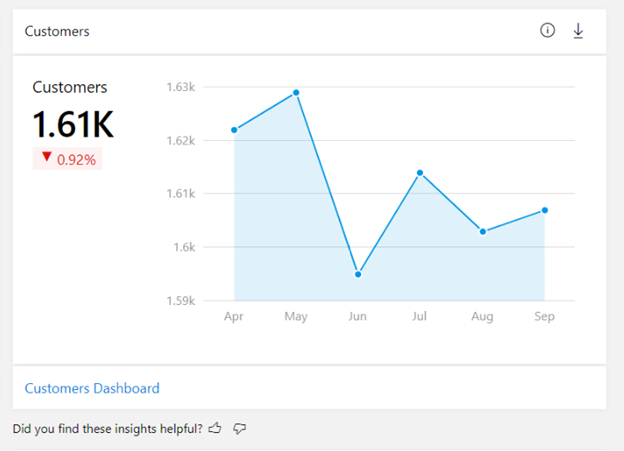 Customers
Customers
1.61K
▼ 0.92%
1.63k
1.62k
1.61k
1.6k
1.59k
Apr May Jun Jul Aug Sep
Customers Dashboard
Did you find these insights helpful?